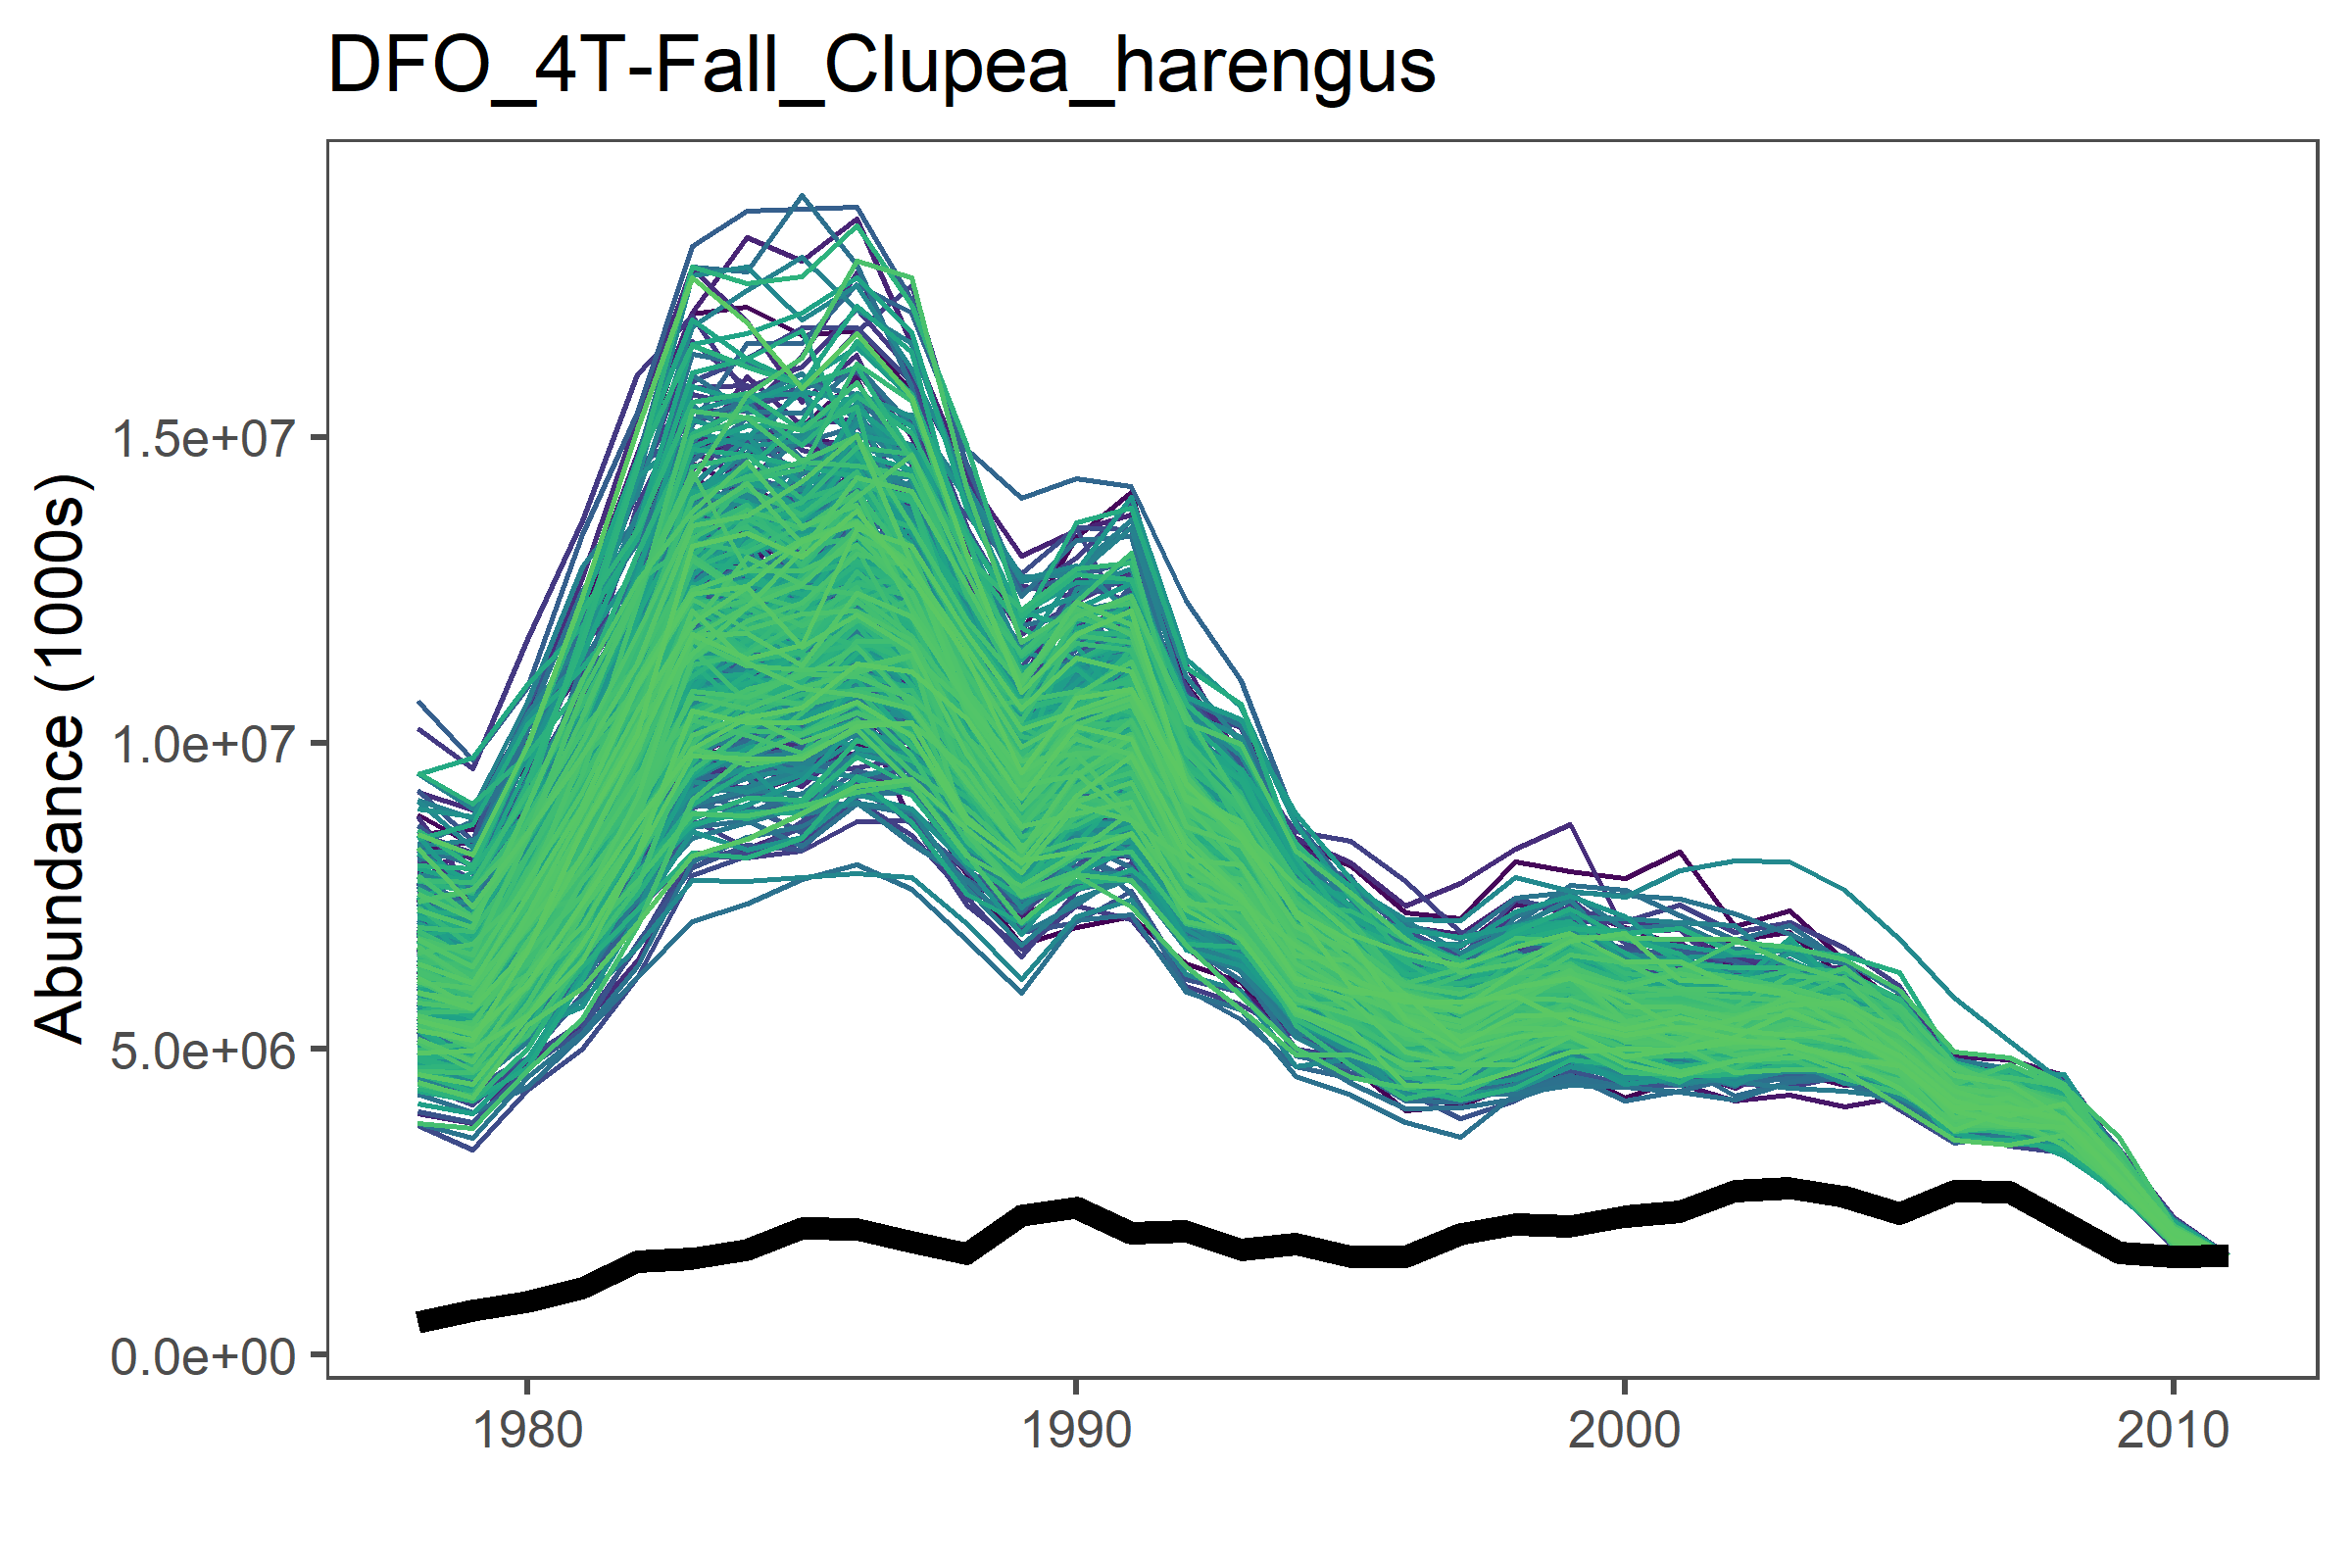 DFO_4T-Fall_Clupea_harengus
Abundance (1000s)
1.5e+07
1.0e+07
5.0e+06
0.0e+00
1980 1990 2000 2010